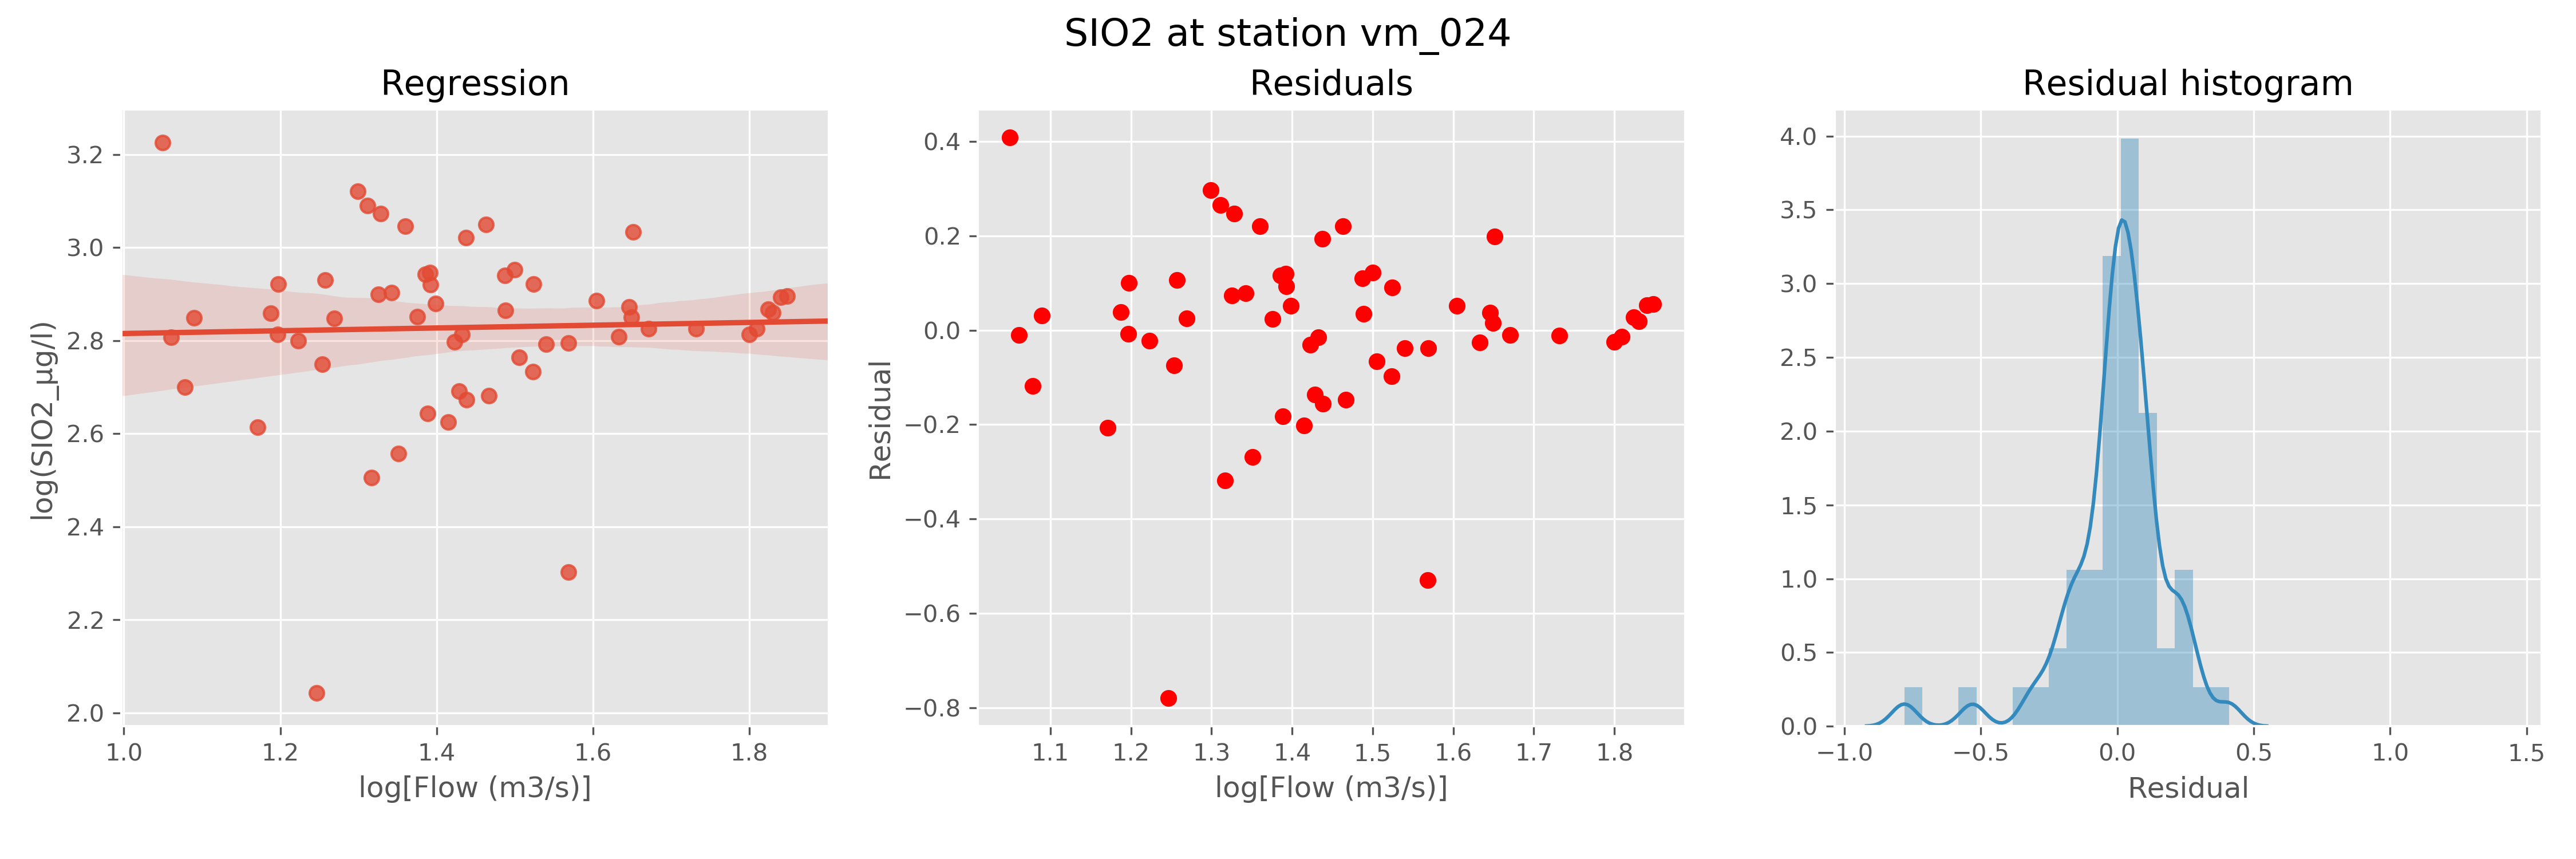 SIO2 at station vm_024
Regression
3.2
3.0
2.8
2.6
2.4
2.2
2.0
log(SIO2_µg/l)
1.0 1.2 1.4 1.6 1.8
log[Flow (m3/s)]
Residuals
0.4
0.2
0.0
−0.2
−0.4
−0.6
−0.8
Residual
1.1 1.2 1.3 1.4 1.5 1.6 1.7 1.8
log[Flow (m3/s)]
Residual histogram
4.0
3.5
3.0
2.5
2.0
1.5
1.0
0.5
0.0
−1.0 −0.5 0.0 0.5 1.0 1.5
Residual